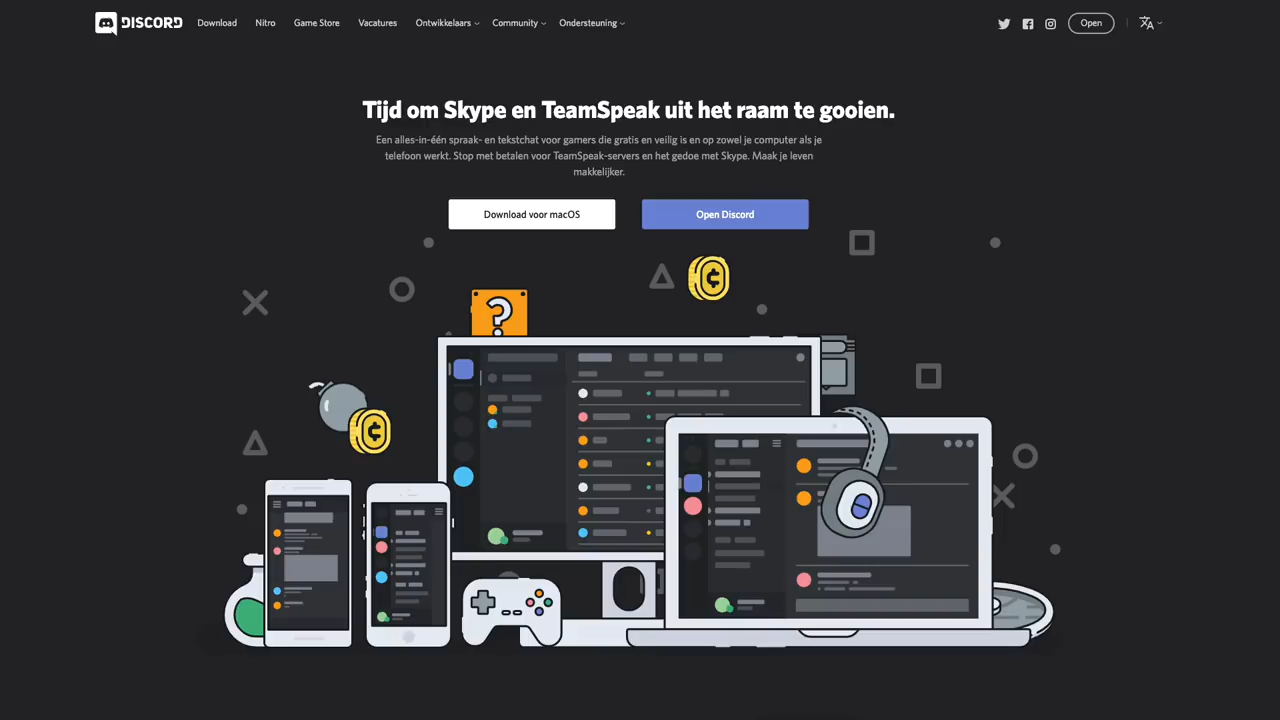 DISCORD Download Nitro Game Store Vacatures Ontwikkelaars Community Ondersteuning Open
Tijd om Skype en TeamSpeak uit het raam te gooien.
Een alles-in-één spraak- en tekstchat voor gamers die gratis en veilig is en op zowel je computer als je
telefoon werkt. Stop met betalen voor TeamSpeak-servers en het gedoe met Skype. Maak je leven
makkelijker.
Download voor macOS Open Discord